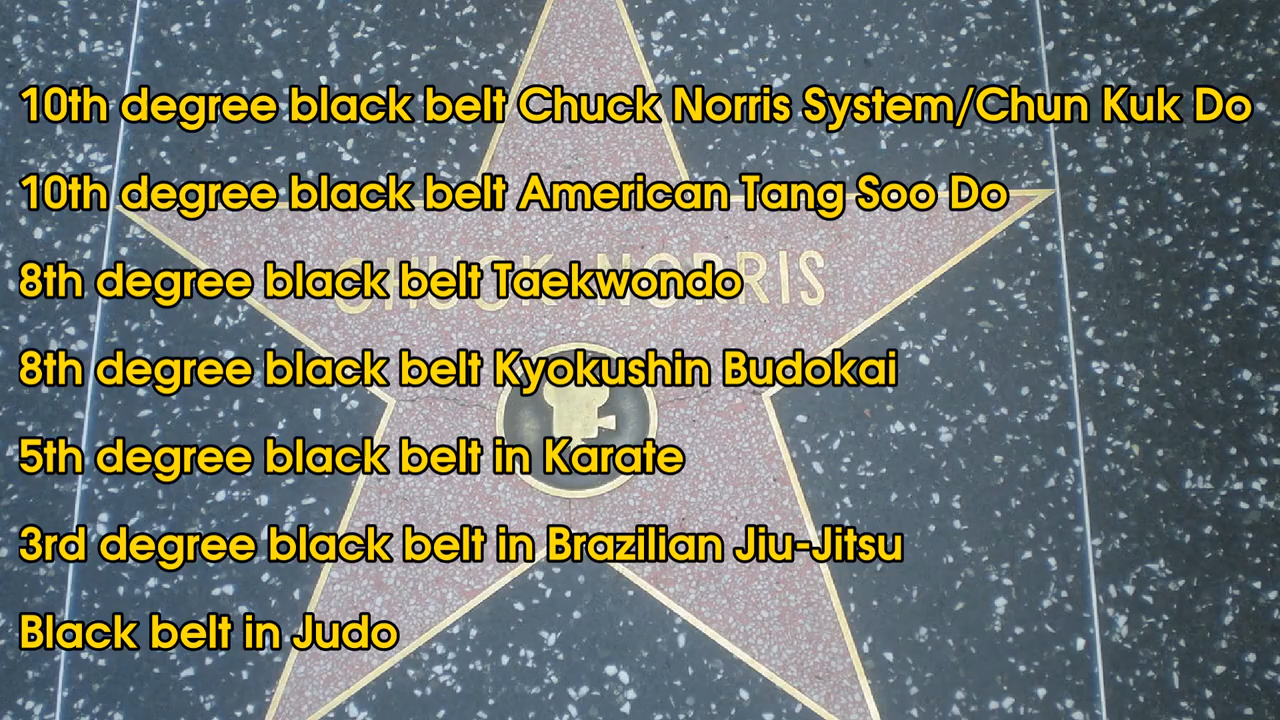 10th degree black belt Chuck Norris System/Chun Kuk Do
10th degree black belt American Tang Soo Do
8th degree black belt Taekwondo
CHUCK NORRIS
8th degree black belt Kyokushin Budokai
5th degree black belt in Karate
3rd degree black belt in Brazilian Jiu-Jitsu
Black belt in Judo